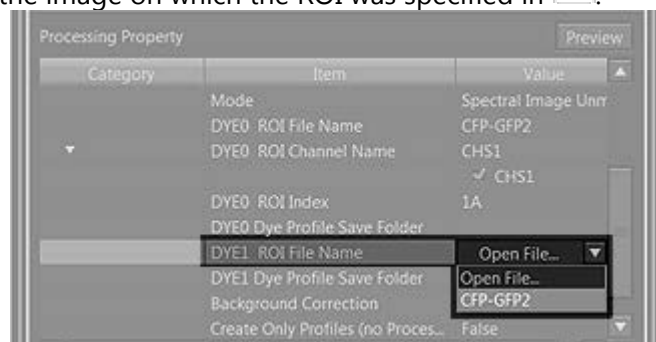 the image on which the ROI was specified in
Processing Property Preview
Category Item Value
Mode Spectral Image Unm
DYE0 ROI File Name CFP-GFP2
DYE0 ROI Channel Name CHS1
✓ CHS1
DYE0 ROI Index 1A
DYE0 Dye Profile Save Folder
DYE1 ROI File Name Open File...
DYE1 Dye Profile Save Folder Open File...
Background Correction CFP-GFP2
Create Only Profiles (no Proces... False